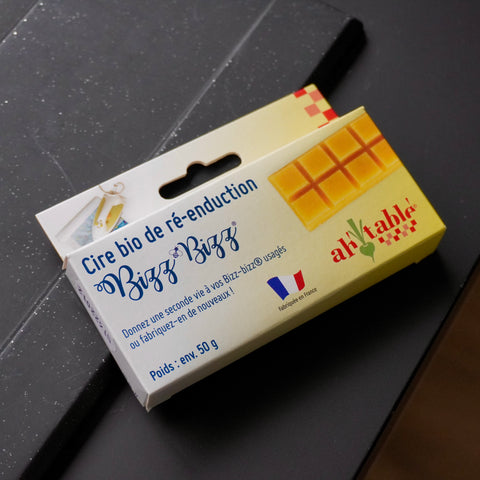 Cire bio de ré-enduction
Bizz Bizz®
Donnez une seconde vie à vos Bizz-bizz® usagés
ou fabriquez-en de nouveaux !
Poids : env. 50 g
Fabriquée en France
ah table